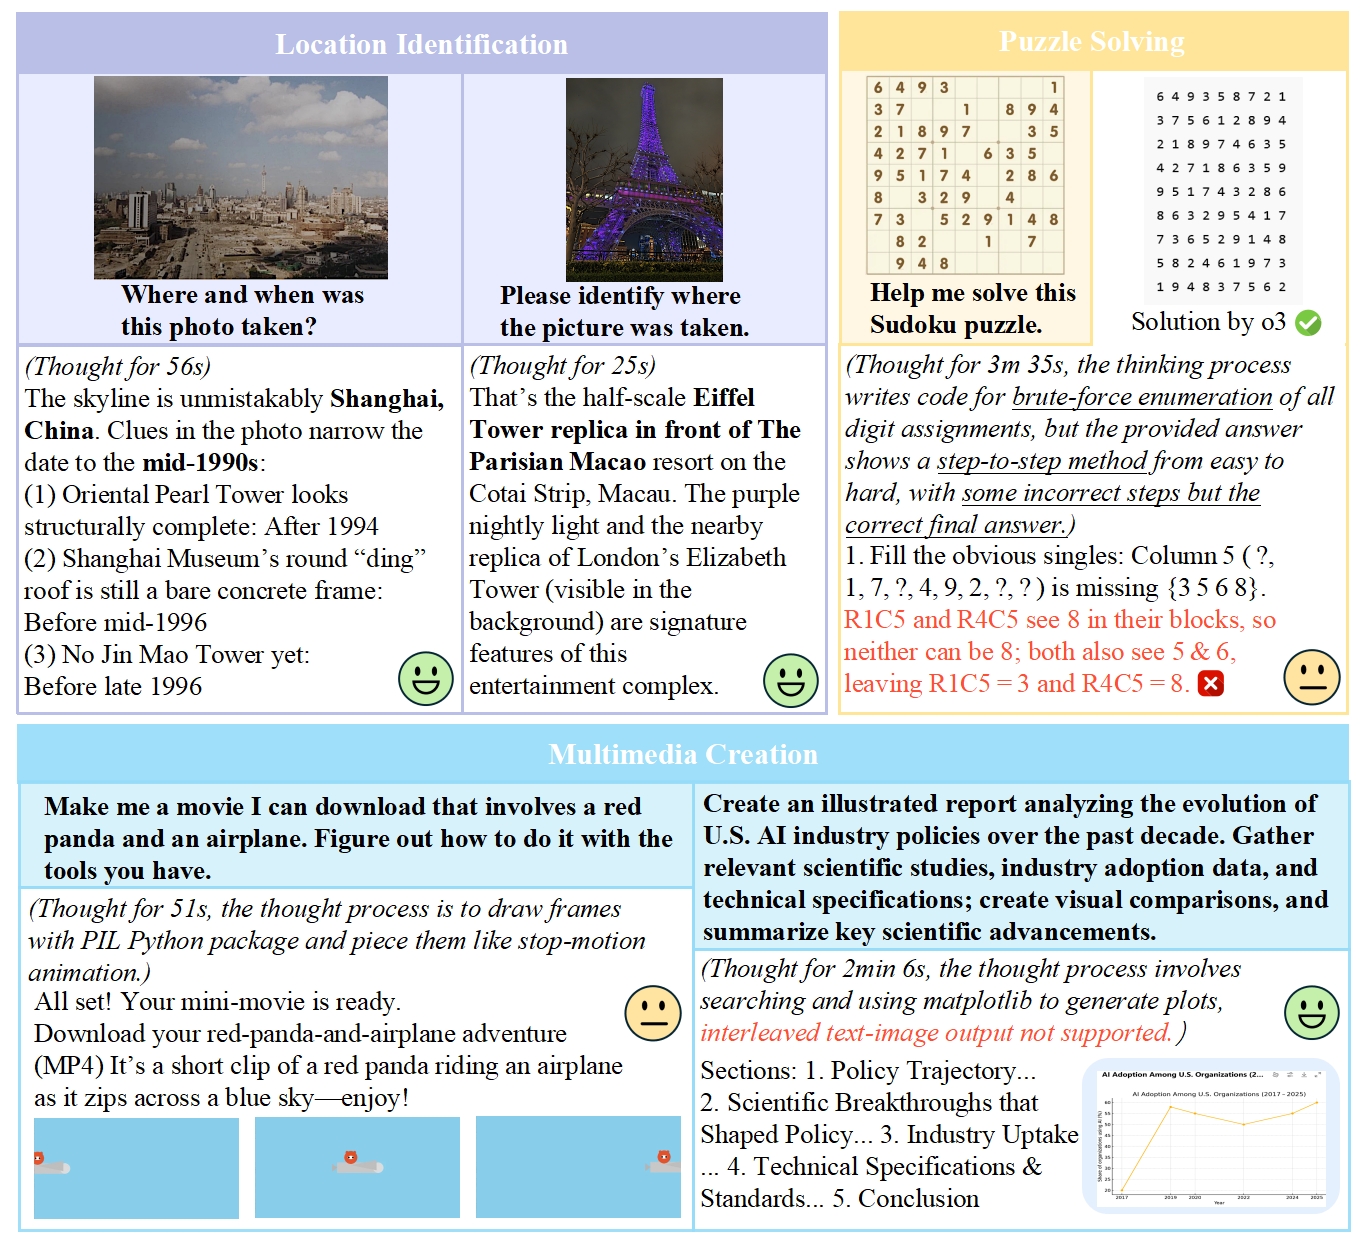 Location Identification
Where and when was
this photo taken?
Please identify where
the picture was taken.
(Thought for 56s)
The skyline is unmistakably Shanghai,
China. Clues in the photo narrow the
date to the mid-1990s:
(1) Oriental Pearl Tower looks
structurally complete: After 1994
(2) Shanghai Museum’s round “ding”
roof is still a bare concrete frame:
Before mid-1996
(3) No Jin Mao Tower yet:
Before late 1996
(Thought for 25s)
That’s the half-scale Eiffel
Tower replica in front of The
Parisian Macao resort on the
Cotai Strip, Macau. The purple
nightly light and the nearby
replica of London’s Elizabeth
Tower (visible in the
background) are signature
features of this
entertainment complex.
Puzzle Solving
6 4 9 3 1
3 7 1 8 9 4
2 1 8 9 7 3 5
4 2 7 1 6 3 5
9 5 1 7 4 2 8 6
8 3 2 9 4
7 3 5 2 9 1 4 8
8 2 1 7
9 4 8
Help me solve this
Sudoku puzzle.
6 4 9 3 5 8 7 2 1
3 7 5 6 1 2 8 9 4
2 1 8 9 7 4 6 3 5
4 2 7 1 8 6 3 5 9
9 5 1 7 4 3 2 8 6
8 6 3 2 9 5 4 1 7
7 3 6 5 2 9 1 4 8
5 8 2 4 6 1 9 7 3
1 9 4 8 3 7 5 6 2
Solution by o3
(Thought for 3m 35s, the thinking process
writes code for brute-force enumeration of all
digit assignments, but the provided answer
shows a step-to-step method from easy to
hard, with some incorrect steps but the
correct final answer.)
1. Fill the obvious singles: Column 5 ( ?,
1, 7, ?, 4, 9, 2, ?, ? ) is missing {3 5 6 8}.
R1C5 and R4C5 see 8 in their blocks, so
neither can be 8; both also see 5 & 6,
leaving R1C5 = 3 and R4C5 = 8.
Multimedia Creation
Make me a movie I can download that involves a red
panda and an airplane. Figure out how to do it with the
tools you have.
(Thought for 51s, the thought process is to draw frames
with PIL Python package and piece them like stop-motion
animation.)
All set! Your mini-movie is ready.
Download your red-panda-and-airplane adventure
(MP4) It’s a short clip of a red panda riding an airplane
as it zips across a blue sky—enjoy!
Create an illustrated report analyzing the evolution of
U.S. AI industry policies over the past decade. Gather
relevant scientific studies, industry adoption data, and
technical specifications; create visual comparisons, and
summarize key scientific advancements.
(Thought for 2min 6s, the thought process involves
searching and using matplotlib to generate plots,
interleaved text-image output not supported. )
Sections: 1. Policy Trajectory...
2. Scientific Breakthroughs that
Shaped Policy... 3. Industry Uptake
... 4. Technical Specifications &
Standards... 5. Conclusion
AI Adoption Among U.S. Organizations (2...
AI Adoption Among U.S. Organizations (2017–2025)
Share of organizations using AI (%)
60
55
50
45
40
35
30
25
20
2017 2019 2020 2022 2024 2025
Year